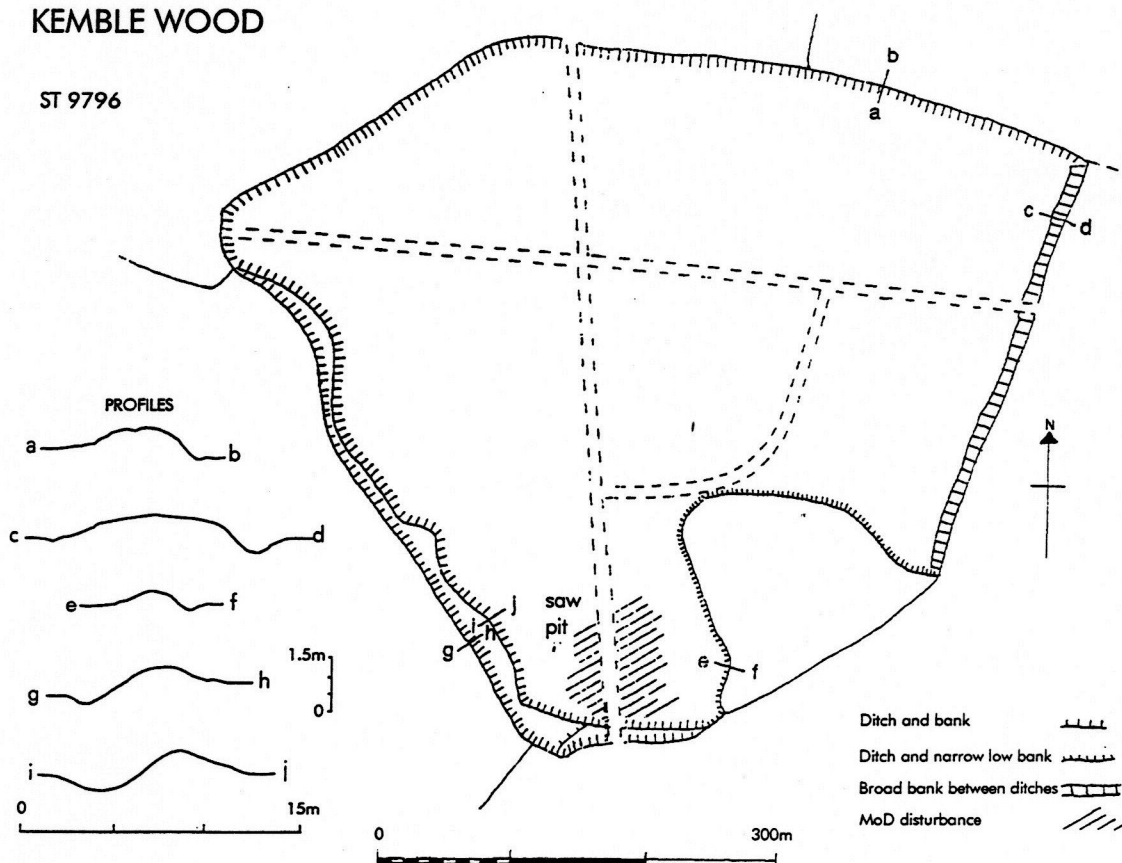 KEMBLE WOOD
ST 9796
b
a
c
d
N
PROFILES
a
b
c
d
e
f
g
h
i
j
1.5m
0
0
15m
j
i
h
g
saw
pit
e
f
0
300m
Ditch and bank
Ditch and narrow low bank
Broad bank between ditches
MoD disturbance